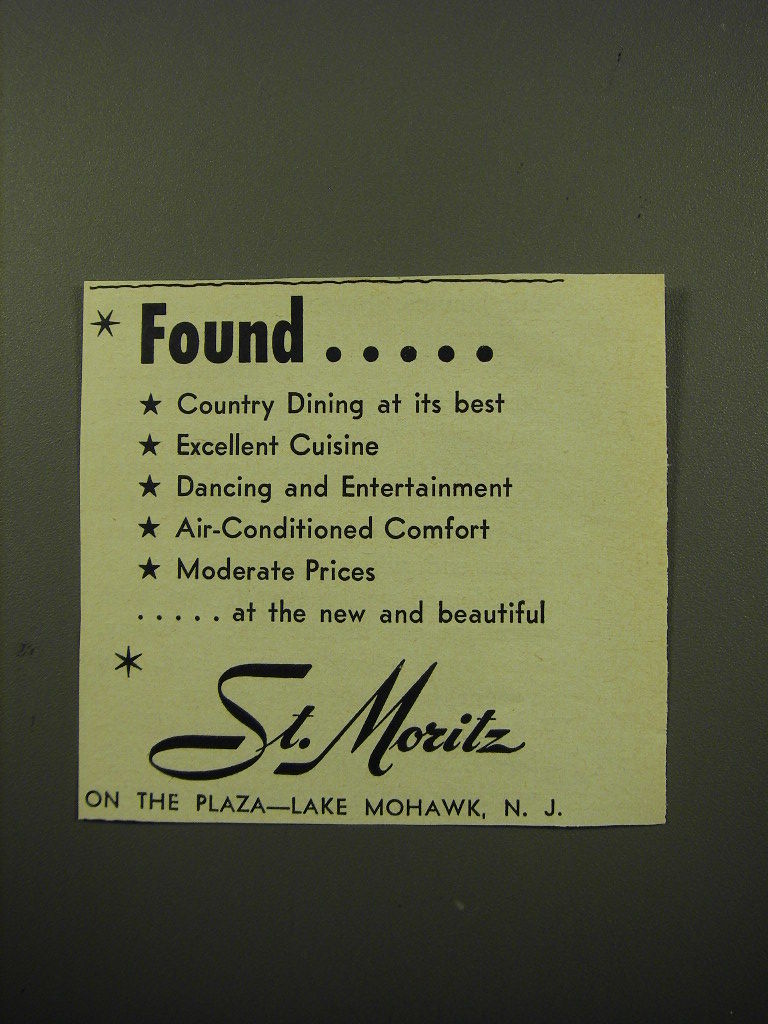 * Found .....
★ Country Dining at its best
★ Excellent Cuisine
★ Dancing and Entertainment
★ Air-Conditioned Comfort
★ Moderate Prices
..... at the new and beautiful
* St. Moritz
ON THE PLAZA—LAKE MOHAWK, N. J.